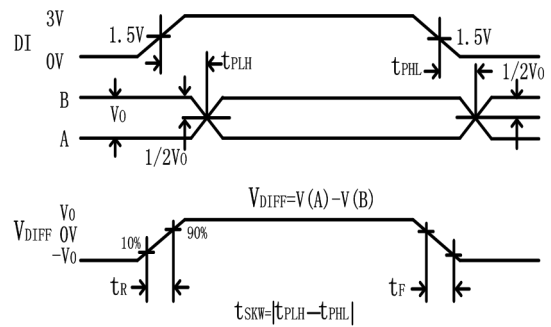 3V
DI
1.5V
1.5V
0V
tPLH
tPHL
1/2V0
B
V0
A
1/2V0
VDIFF=V(A)-V(B)
V0
VDIFF 0V
-V0
10%
90%
tR
tF
tSKW=|tPLH-tPHL|